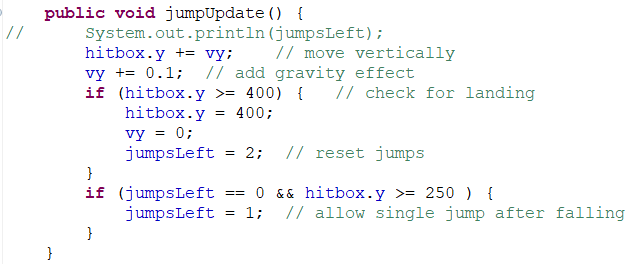 public void jumpUpdate() {
//      System.out.println(jumpsLeft);
        hitbox.y += vy;    // move vertically
        vy += 0.1;  // add gravity effect
        if (hitbox.y >= 400) {   // check for landing
            hitbox.y = 400;
            vy = 0;
            jumpsLeft = 2;  // reset jumps
        }
        if (jumpsLeft == 0 && hitbox.y >= 250 ) {
            jumpsLeft = 1;  // allow single jump after falling
        }
    }